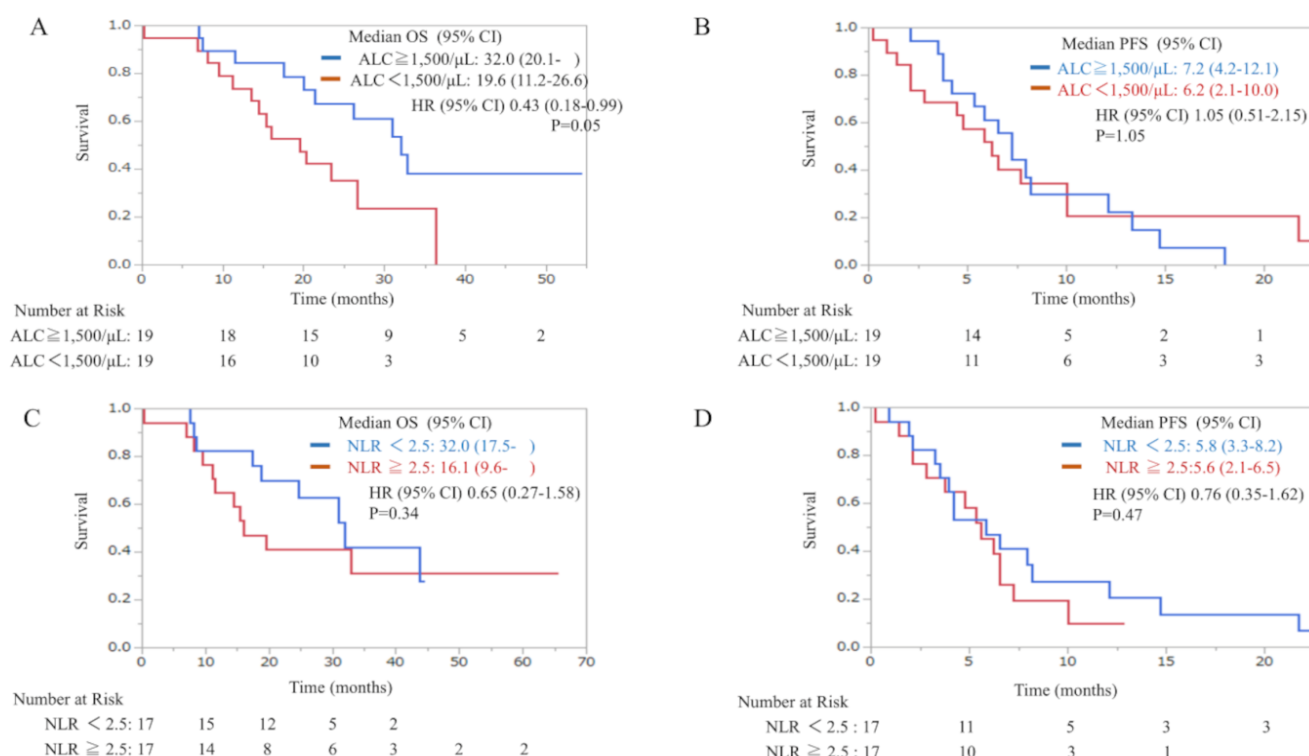 A
Median OS (95% CI)
ALC≧1,500/μL: 32.0 (20.1- )
ALC<1,500/μL: 19.6 (11.2-26.6)
HR (95% CI) 0.43 (0.18-0.99)
P=0.05
Survival
1.0
0.8
0.6
0.4
0.2
0.0
0 10 20 30 40 50
Time (months)
Number at Risk
ALC≧1,500/μL: 19 18 15 9 5 2
ALC<1,500/μL: 19 16 10 3
B
Median PFS (95% CI)
ALC≧1,500/μL: 7.2 (4.2-12.1)
ALC<1,500/μL: 6.2 (2.1-10.0)
HR (95% CI) 1.05 (0.51-2.15)
P=1.05
Survival
1.0
0.8
0.6
0.4
0.2
0.0
0 5 10 15 20
Time (months)
Number at Risk
ALC≧1,500/μL: 19 14 5 2 1
ALC<1,500/μL: 19 11 6 3 3
C
Median OS (95% CI)
NLR < 2.5: 32.0 (17.5- )
NLR ≧ 2.5: 16.1 (9.6- )
HR (95% CI) 0.65 (0.27-1.58)
P=0.34
Survival
1.0
0.8
0.6
0.4
0.2
0.0
0 10 20 30 40 50 60 70
Time (months)
Number at Risk
NLR < 2.5: 17 15 12 5 2
NLR ≧ 2.5: 17 14 8 6 3 2 2
D
Median PFS (95% CI)
NLR < 2.5: 5.8 (3.3-8.2)
NLR ≧ 2.5:5.6 (2.1-6.5)
HR (95% CI) 0.76 (0.35-1.62)
P=0.47
Survival
1.0
0.8
0.6
0.4
0.2
0.0
0 5 10 15 20
Time (months)
Number at Risk
NLR < 2.5 : 17 11 5 3 3
NLR ≧ 2.5 : 17 10 3 1